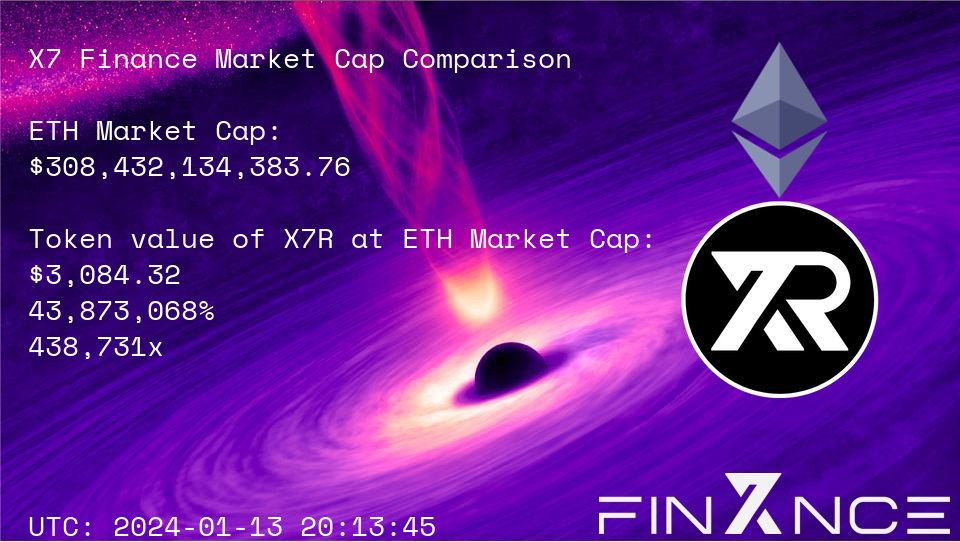 X7 Finance Market Cap Comparison
ETH Market Cap:
$308,432,134,383.76
Token value of X7R at ETH Market Cap:
$3,084.32
43,873,068%
438,731x
X7R
UTC: 2024-01-13 20:13:45
FINANCE